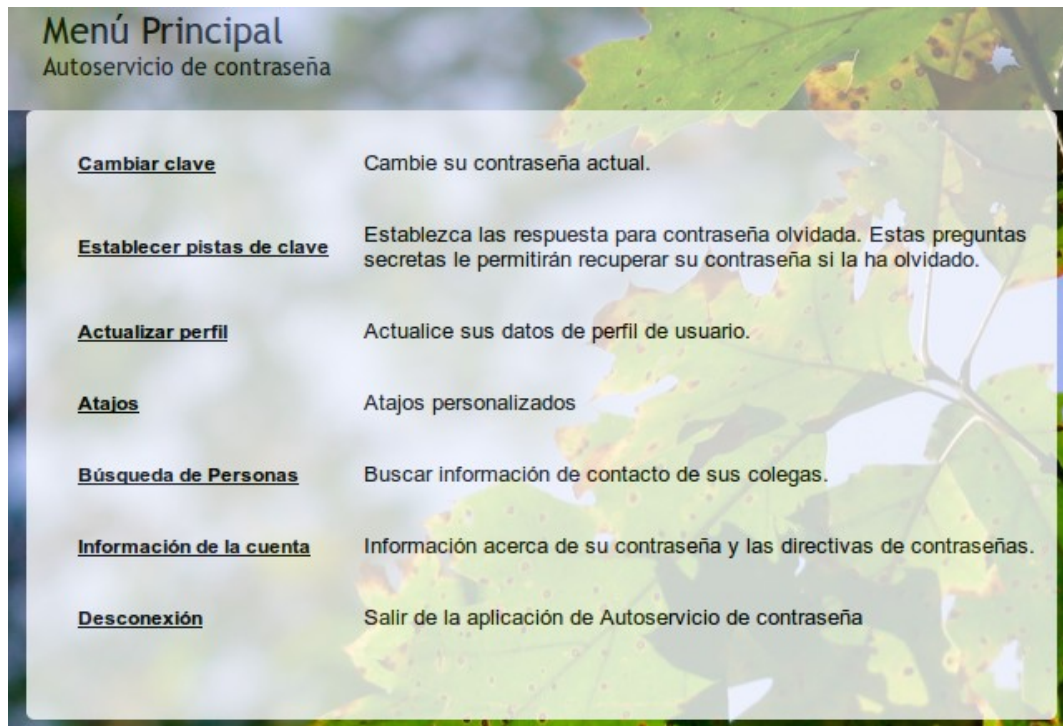 Menú Principal
Autoservicio de contraseña
Cambiar clave
Cambie su contraseña actual.
Establecer pistas de clave
Establezca las respuesta para contraseña olvidada. Estas preguntas
secretas le permitirán recuperar su contraseña si la ha olvidado.
Actualizar perfil
Actualice sus datos de perfil de usuario.
Atajos
Atajos personalizados
Búsqueda de Personas
Buscar información de contacto de sus colegas.
Información de la cuenta
Información acerca de su contraseña y las directivas de contraseñas.
Desconexión
Salir de la aplicación de Autoservicio de contraseña